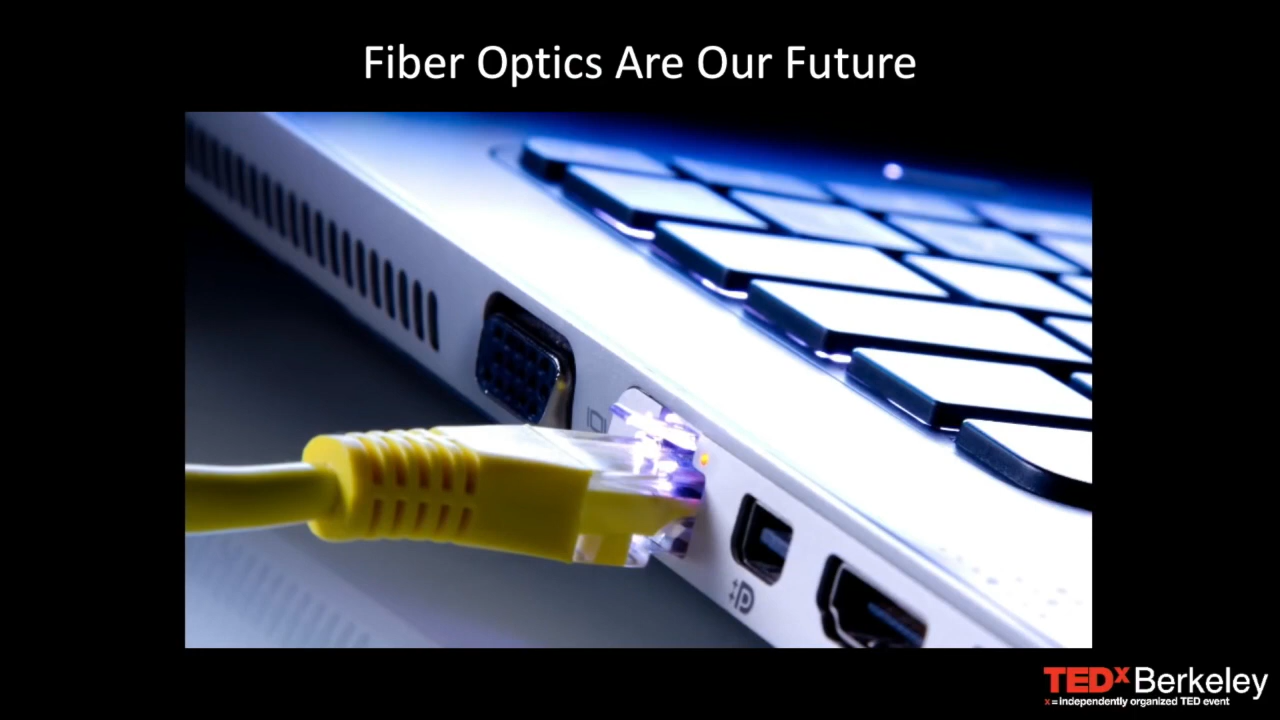 Fiber Optics Are Our Future
TEDxBerkeley
x = independently organized TED event